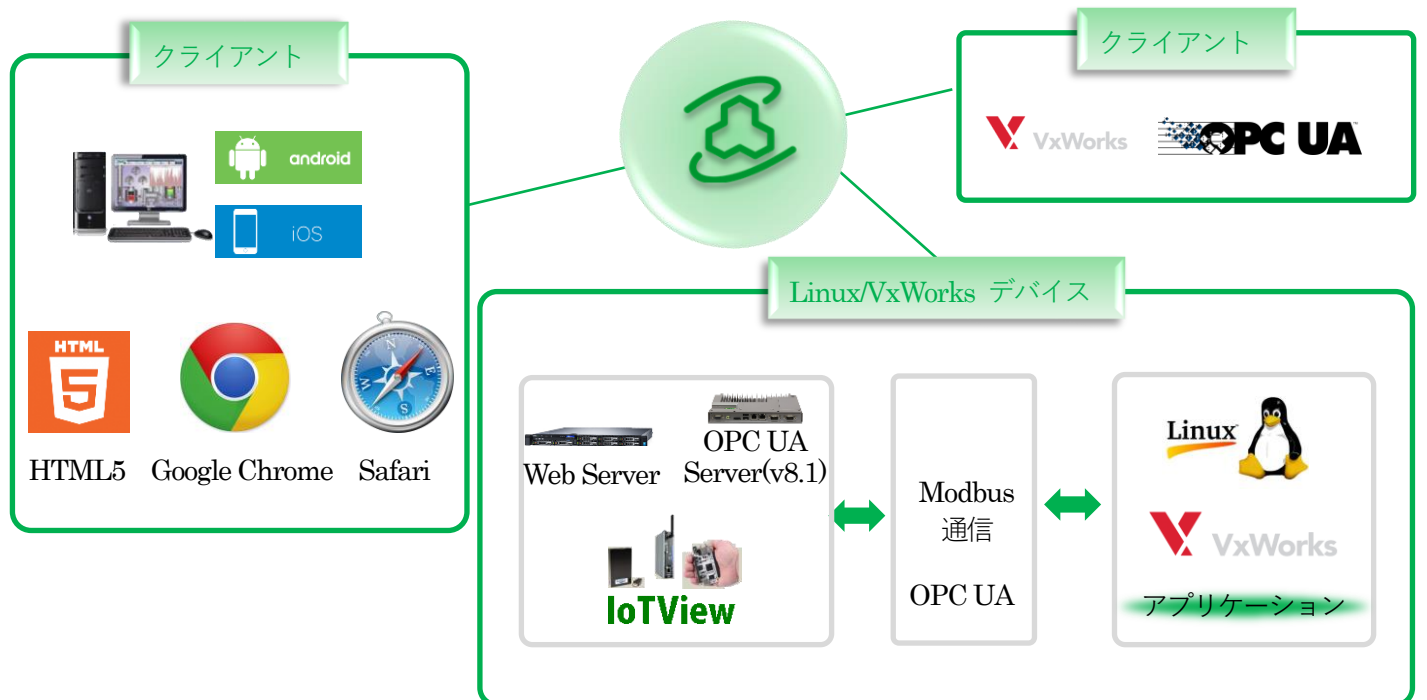 クライアント
android
iOS
HTML
5
HTML5
Google Chrome
Safari
クライアント
VxWorks
OPC UA
Linux/VxWorks デバイス
Web Server
OPC UA
Server(v8.1)
IoTView
Modbus
通信
OPC UA
Linux
VxWorks
アプリケーション